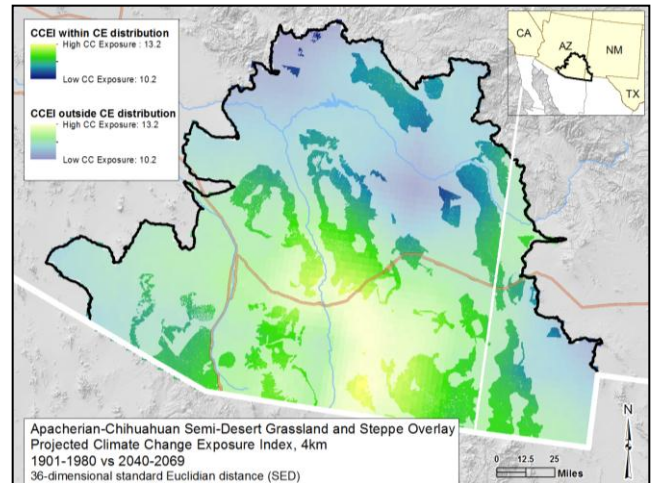 CCEI within CE distribution
High CC Exposure : 13.2
Low CC Exposure: 10.2
CCEI outside CE distribution
High CC Exposure: 13.2
Low CC Exposure: 10.2
CA
AZ
NM
TX
Apacherian-Chihuahuan Semi-Desert Grassland and Steppe Overlay
Projected Climate Change Exposure Index, 4km
1901-1980 vs 2040-2069
36-dimensional standard Euclidian distance (SED)
N
0 12.5 25
Miles